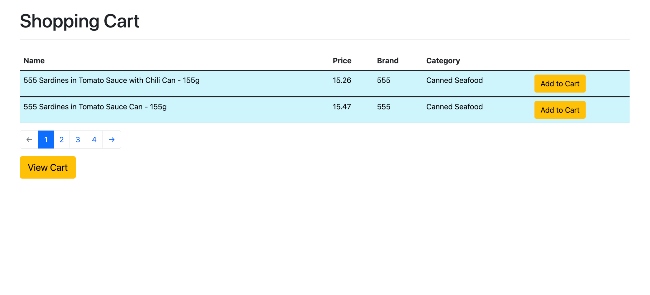 Shopping Cart
Name Price Brand Category
555 Sardines in Tomato Sauce with Chili Can - 155g 15.26 555 Canned Seafood Add to Cart
555 Sardines in Tomato Sauce Can - 155g 15.47 555 Canned Seafood Add to Cart
← 1 2 3 4 →
View Cart